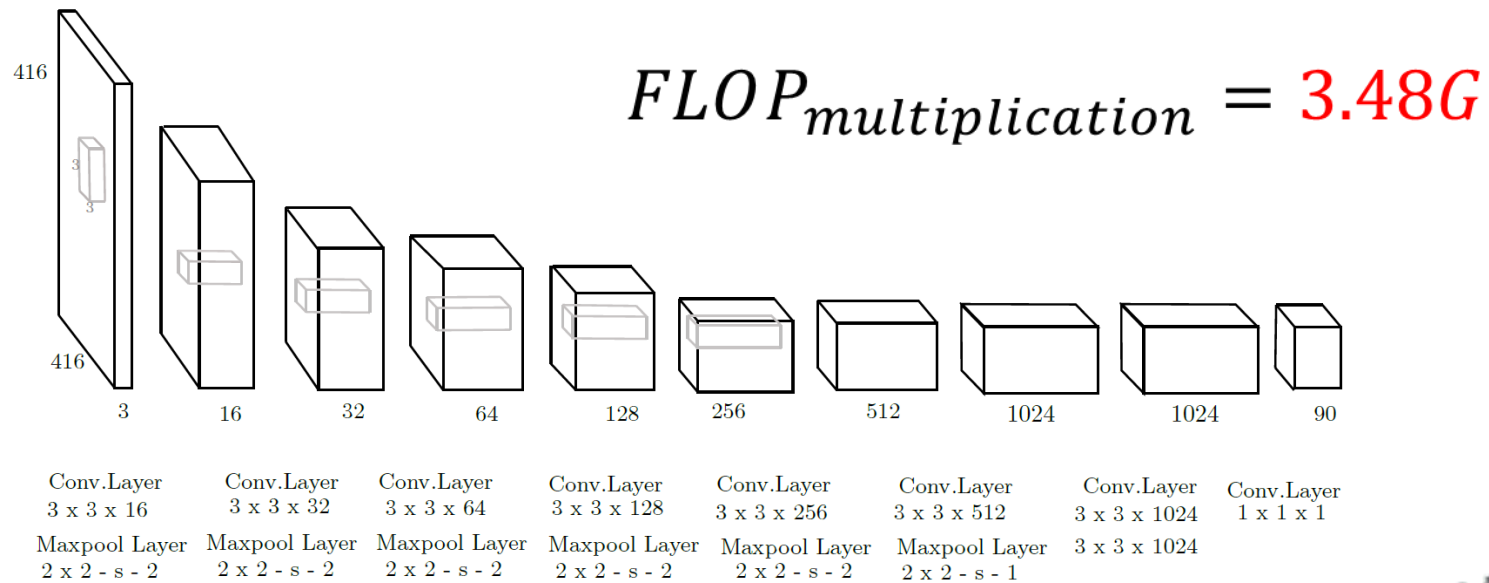 416
FLOP_multiplication = 3.48G
3
3
416
3
16
32
64
128
256
512
1024
1024
90
Conv.Layer
3 x 3 x 16
Maxpool Layer
2 x 2 - s - 2
Conv.Layer
3 x 3 x 32
Maxpool Layer
2 x 2 - s - 2
Conv.Layer
3 x 3 x 64
Maxpool Layer
2 x 2 - s - 2
Conv.Layer
3 x 3 x 128
Maxpool Layer
2 x 2 - s - 2
Conv.Layer
3 x 3 x 256
Maxpool Layer
2 x 2 - s - 2
Conv.Layer
3 x 3 x 512
Maxpool Layer
2 x 2 - s - 1
Conv.Layer
3 x 3 x 1024
3 x 3 x 1024
Conv.Layer
1 x 1 x 1